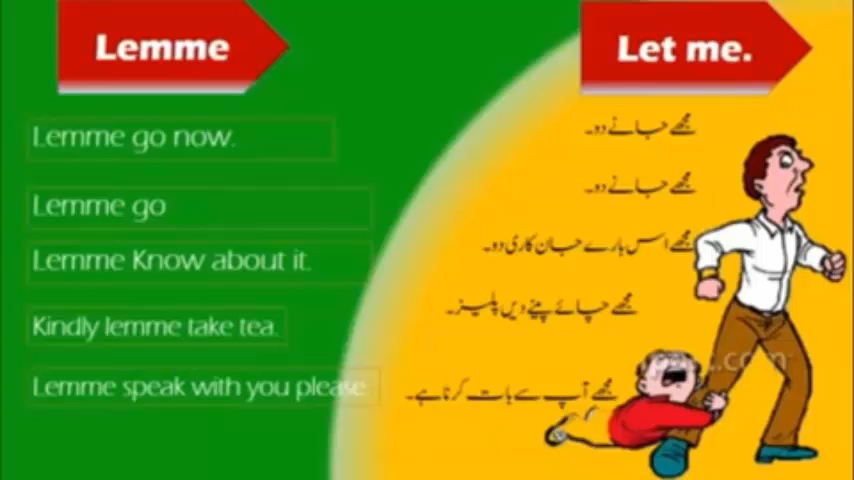 Lemme
Let me.
Lemme go now.
مجھے جانے دو۔
Lemme go
مجھے جانے دو۔
Lemme Know about it.
مجھے اس بارے جان کاری دو۔
Kindly lemme take tea.
مجھے چائے پینے دیں پلیز۔
Lemme speak with you please
مجھے آپ سے بات کرنا ہے۔